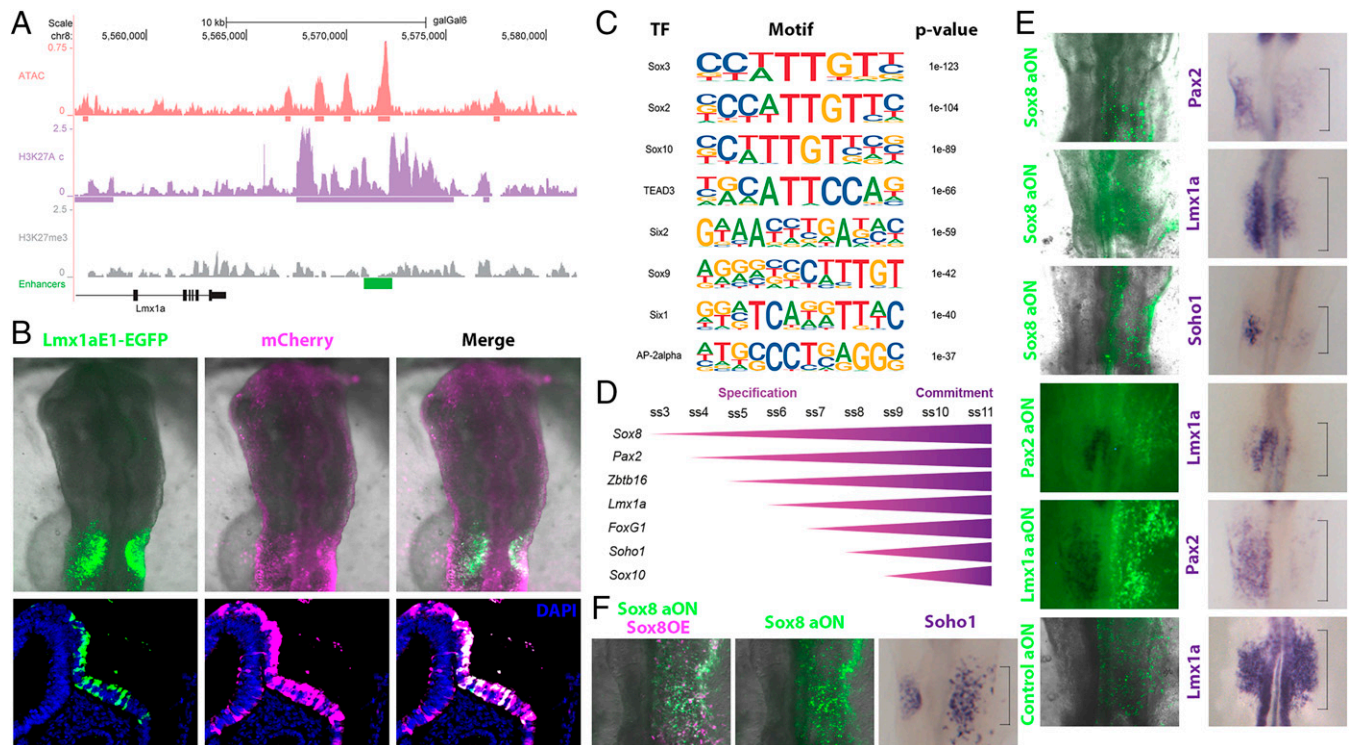 A
Scale
10 kb
galGal6
chr8:
5,560,000
5,565,000
5,570,000
5,575,000
5,580,000
0.75
ATAC
0
2.5
H3K27A c
0
2.5
H3K27me3
0
Enhancers
Lmx1a
B
Lmx1aE1-EGFP
mCherry
Merge
DAPI
C
TF
Motif
p-value
Sox3
1e-123
Sox2
1e-104
Sox10
1e-89
TEAD3
1e-66
Six2
1e-59
Sox9
1e-42
Six1
1e-40
AP-2alpha
1e-37
D
Specification
Commitment
ss3 ss4 ss5 ss6 ss7 ss8 ss9 ss10 ss11
Sox8
Pax2
Zbtb16
Lmx1a
FoxG1
Soho1
Sox10
E
Sox8 aON
Pax2
Sox8 aON
Lmx1a
Sox8 aON
Soho1
Pax2 aON
Lmx1a
Lmx1a aON
Pax2
Control aON
Lmx1a
F
Sox8 aON
Sox8OE
Sox8 aON
Soho1